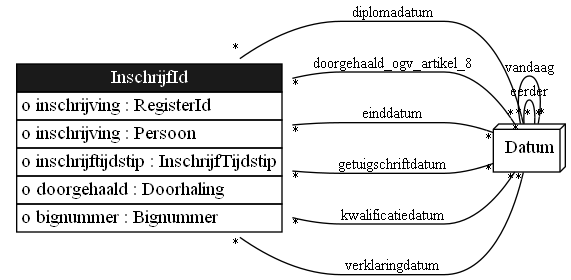 diplomadatum
*
doorgehaald_ogv_artikel_8
vandaag
InschrijfId
*
* * * *
eerder
o inschrijving : RegisterId
o inschrijving : Persoon
einddatum
*
*
Datum
o inschrijftijdstip : InschrijfTijdstip
getuigschriftdatum
*
*
o doorgehaald : Doorhaling
* *
o bignummer : Bignummer
kwalificatiedatum
*
*
verklaringdatum